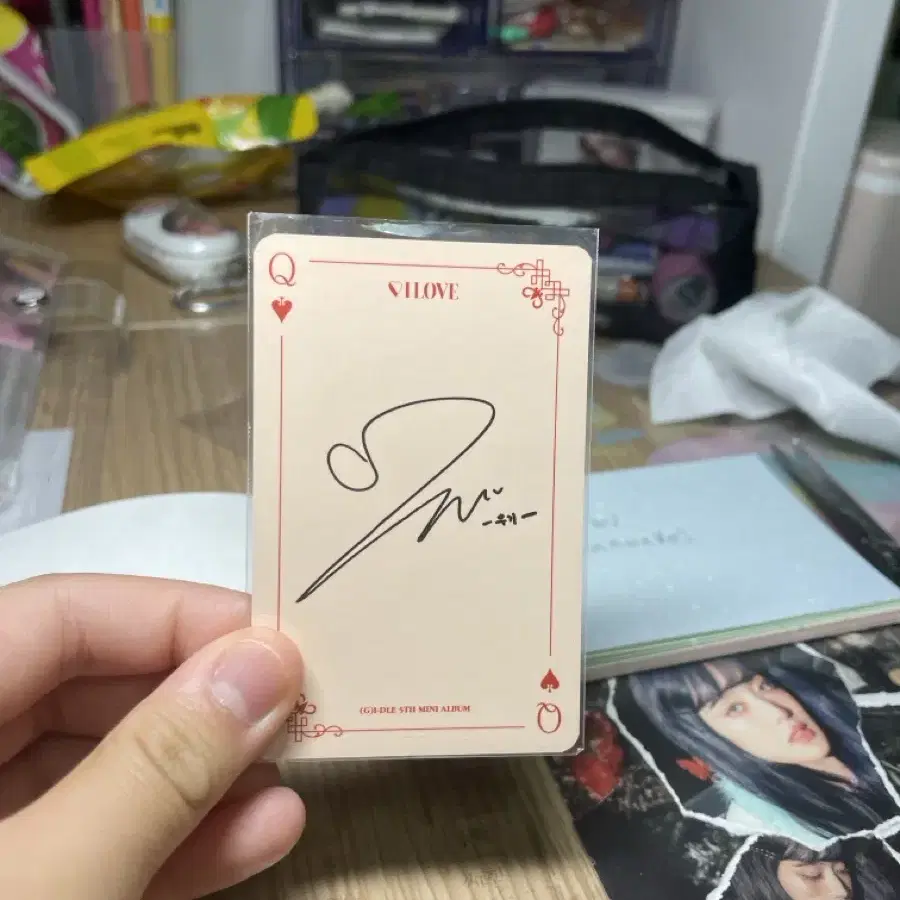 Q
I LOVE
-우기-
(G)I-DLE 5TH MINI ALBUM
Q